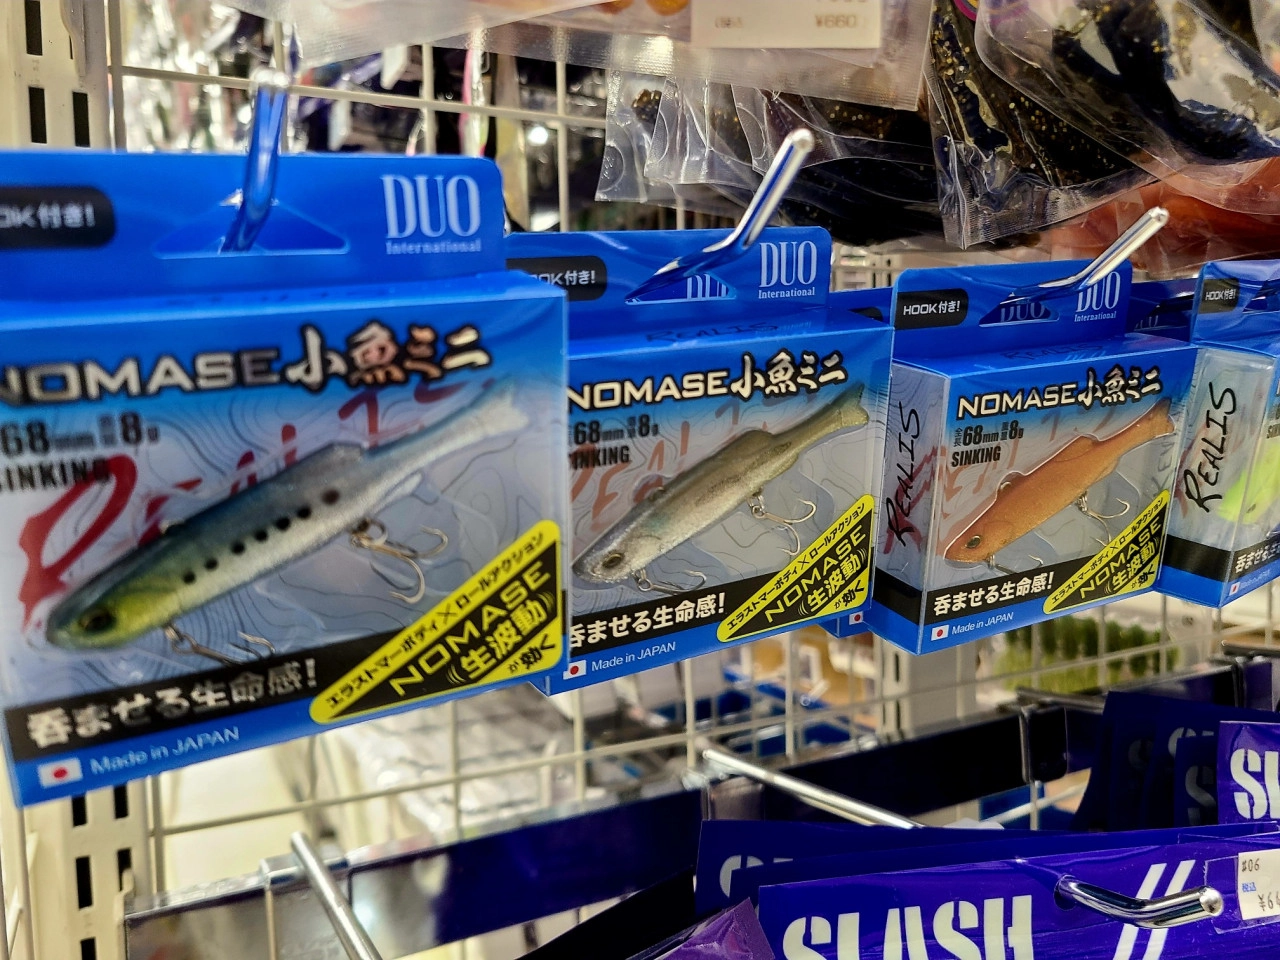 ¥660
OK付き!
DUO
International
NOMASE小魚ミニ
68mm 8g
SINKING
エラストマーボディ×ロールアクション
NOMASE
生波動
が効く
呑ませる生命感!
Made in JAPAN
OK付き!
DUO
International
REALIS
NOMASE小魚ミニ
68mm 8g
SINKING
エラストマーボディ×ロールアクション
NOMASE
生波動
が効く
呑ませる生命感!
Made in JAPAN
HOOK付き!
DUO
International
REALIS
NOMASE小魚ミニ
全長68mm 重量8g
SINKING
エラストマーボディ×ロールアクション
NOMASE
生波動
が効く
呑ませる生命感!
Made in JAPAN
HOOK付き!
REALIS
呑ませ
SL
#06
税込
SLASH